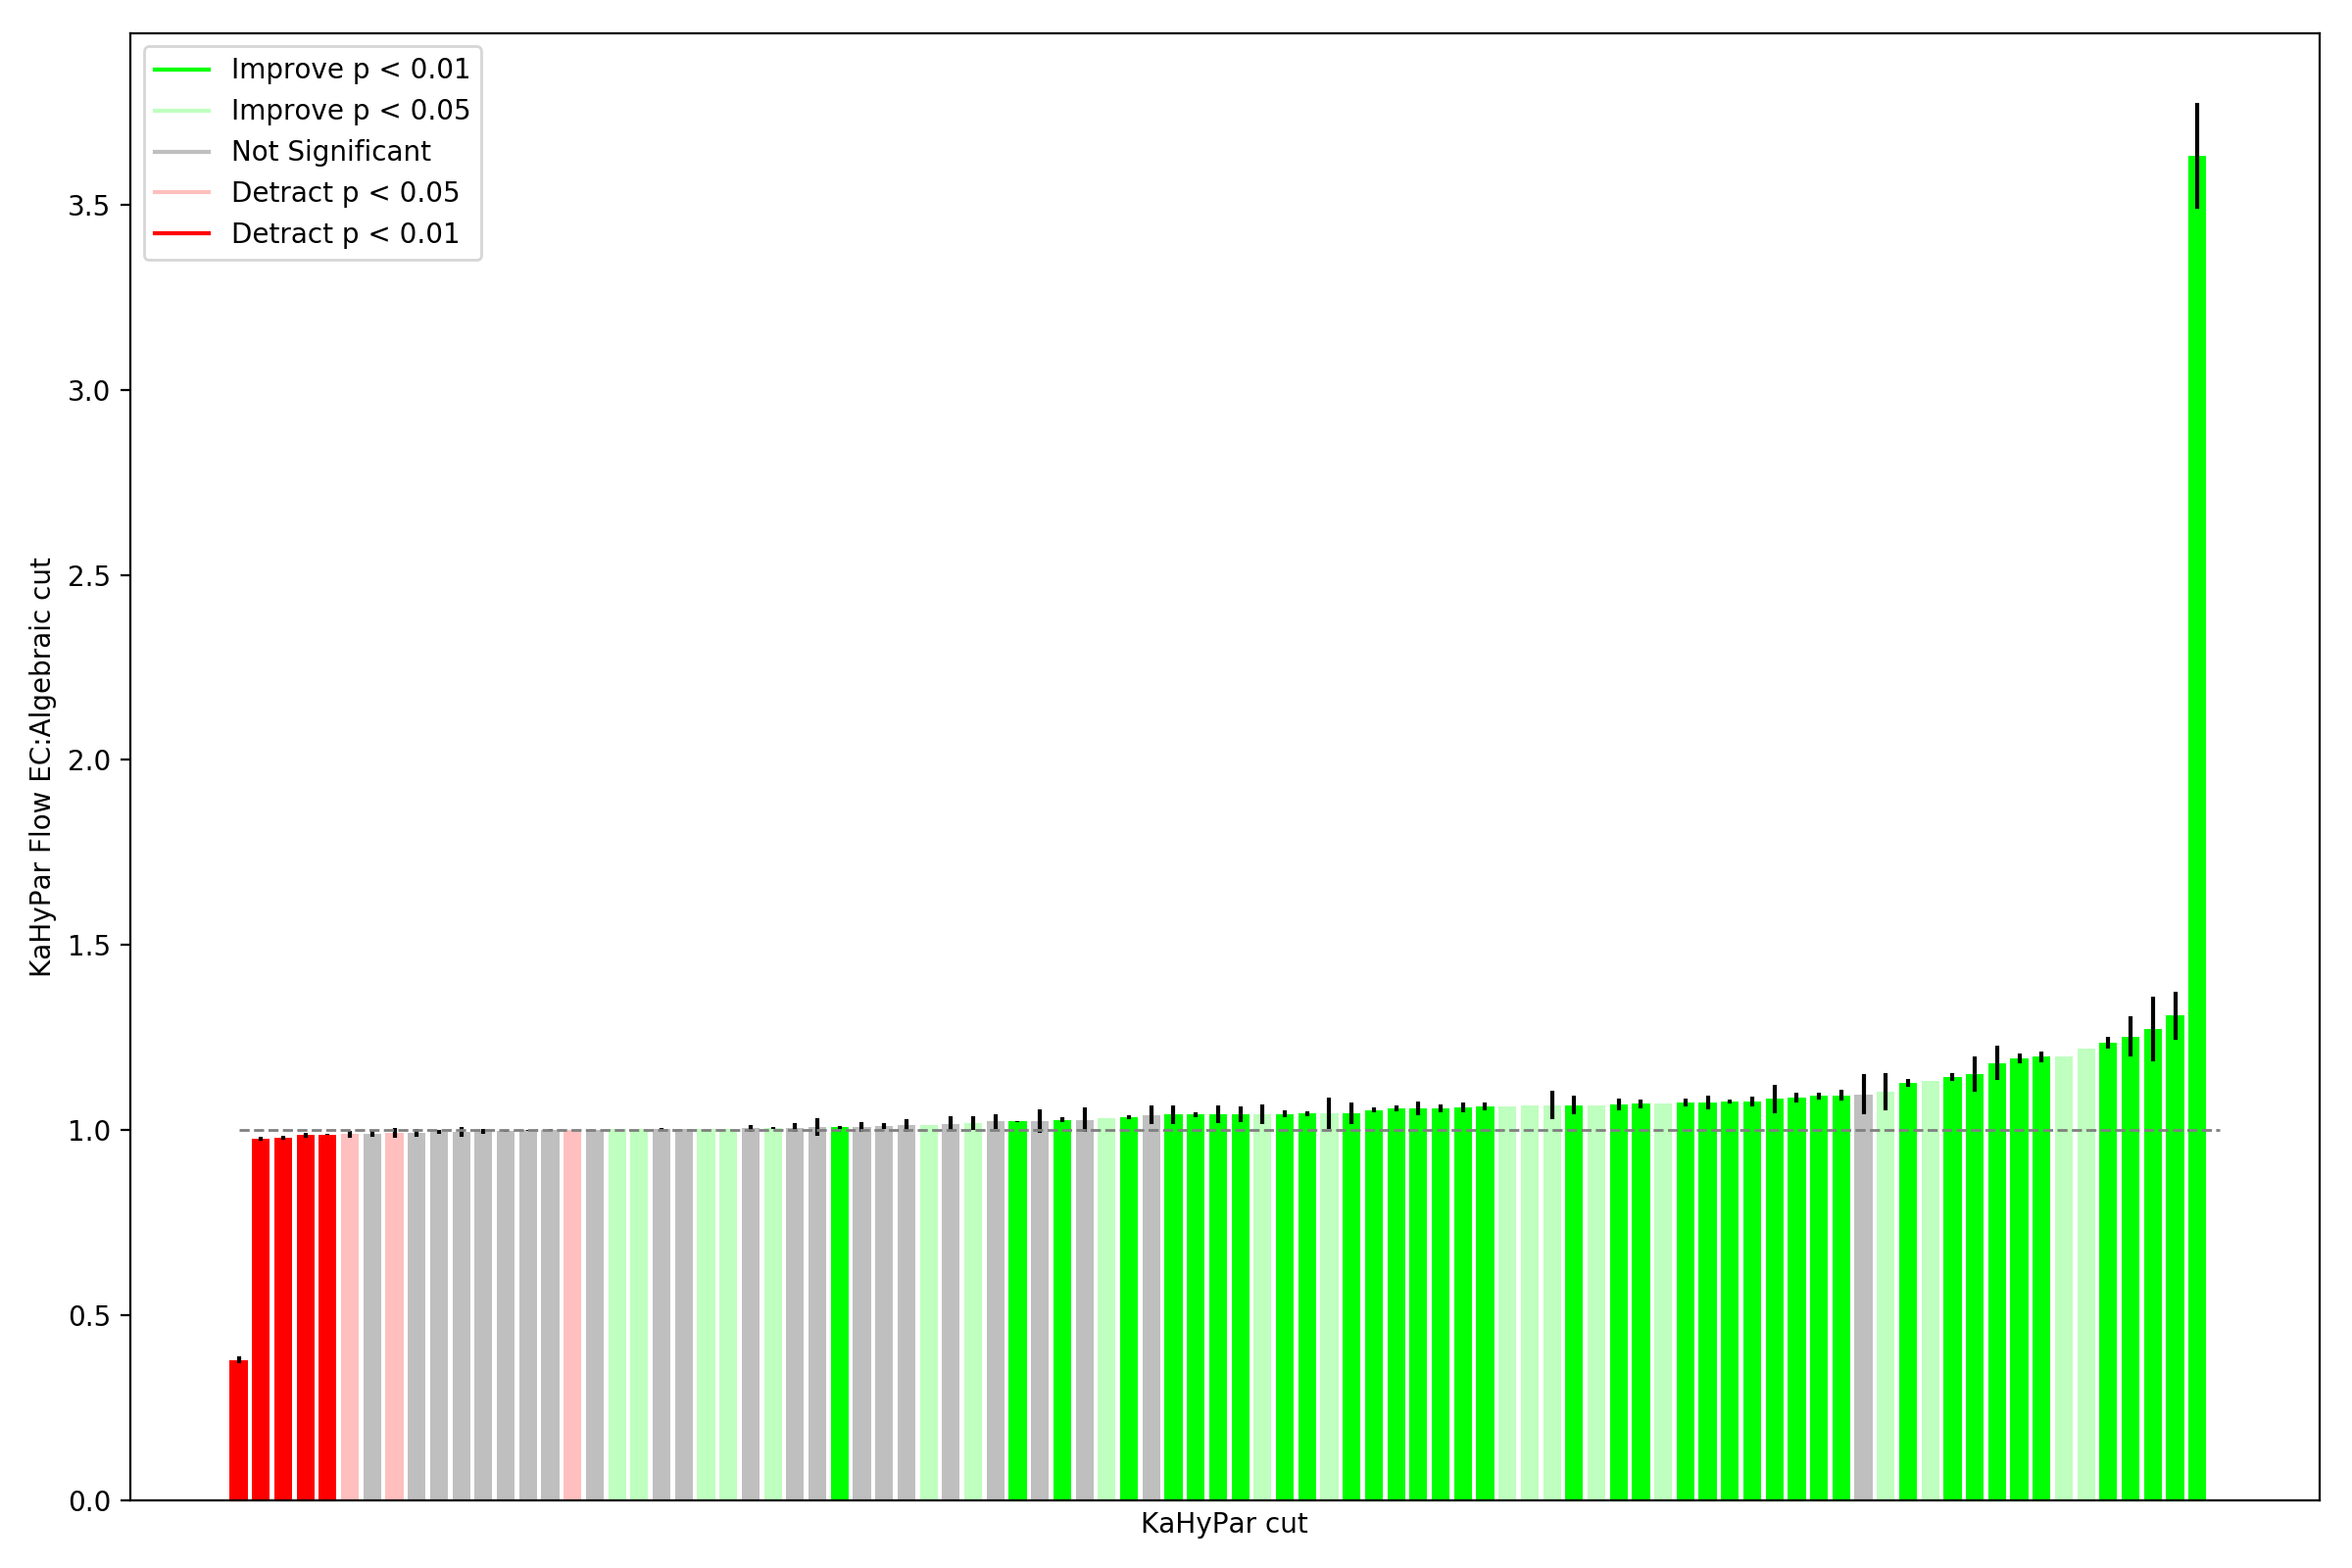 Improve p < 0.01
Improve p < 0.05
Not Significant
Detract p < 0.05
Detract p < 0.01
3.5
3.0
2.5
2.0
1.5
1.0
0.5
0.0
KaHyPar Flow EC:Algebraic cut
KaHyPar cut